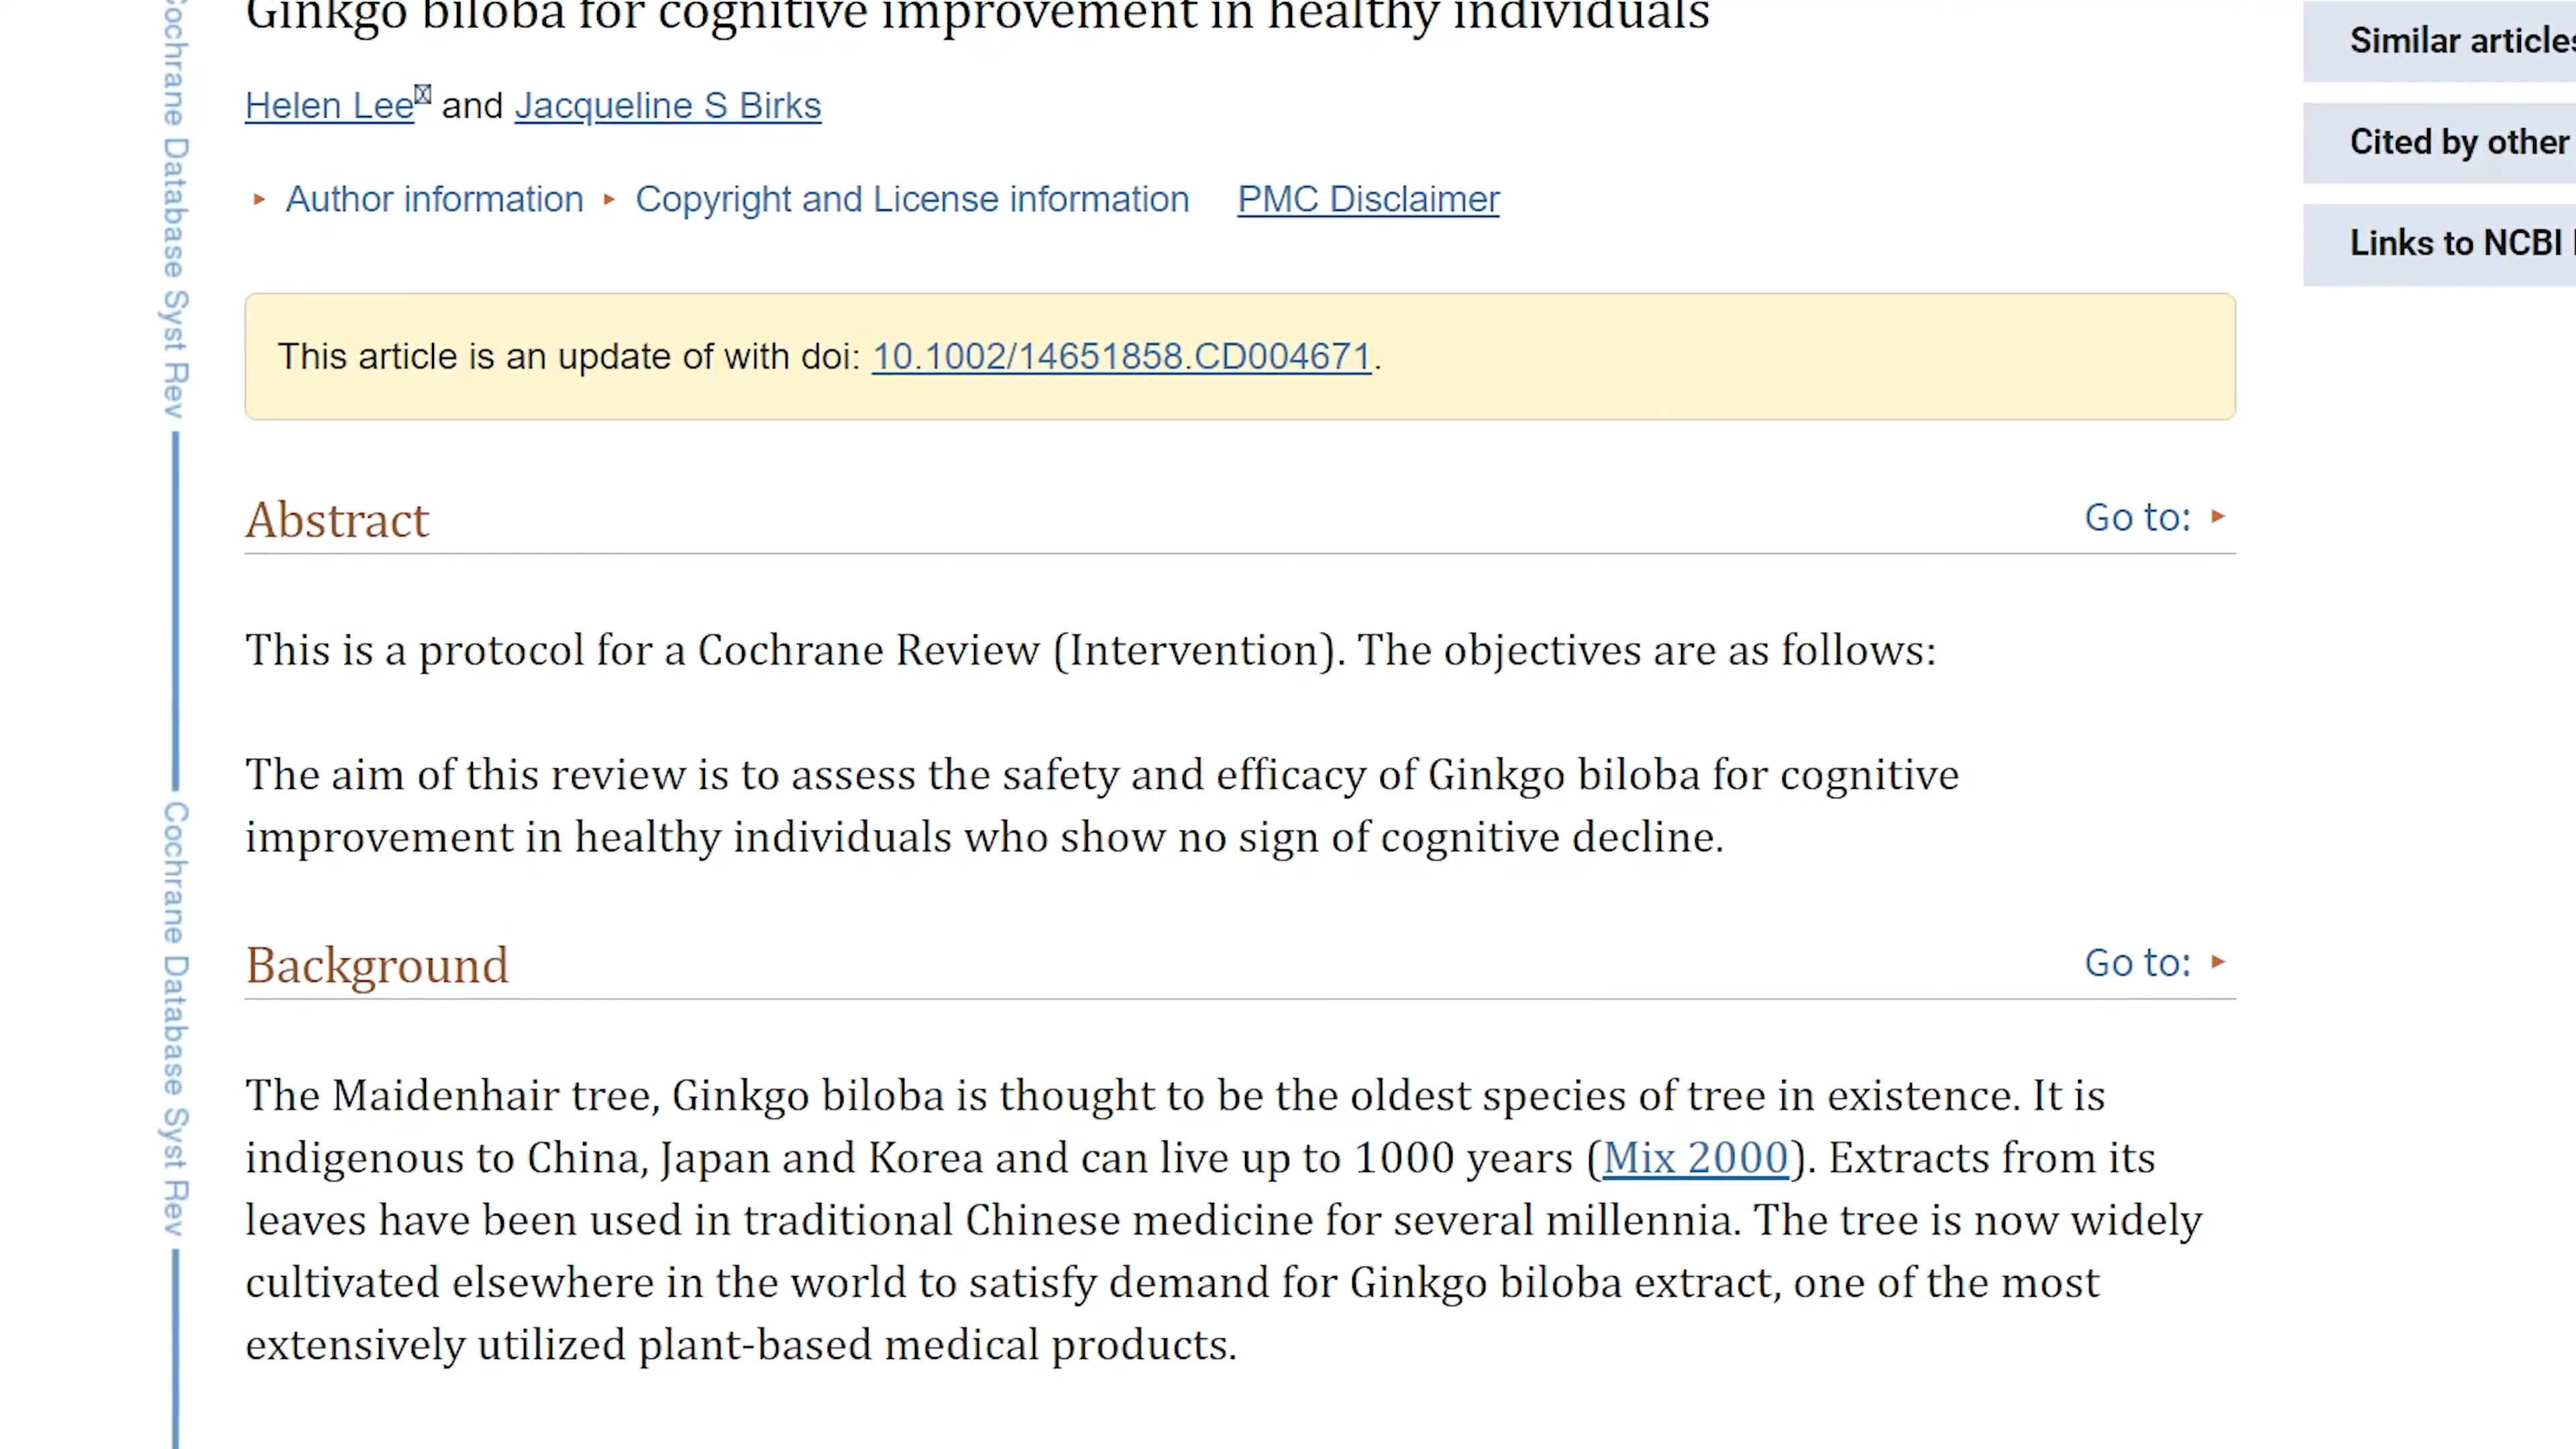 Ginkgo biloba for cognitive improvement in healthy individuals
Helen Lee and Jacqueline S Birks
Author information Copyright and License information PMC Disclaimer
This article is an update of with doi: 10.1002/14651858.CD004671.
Abstract
Go to:
This is a protocol for a Cochrane Review (Intervention). The objectives are as follows:
The aim of this review is to assess the safety and efficacy of Ginkgo biloba for cognitive
improvement in healthy individuals who show no sign of cognitive decline.
Background
Go to:
The Maidenhair tree, Ginkgo biloba is thought to be the oldest species of tree in existence. It is
indigenous to China, Japan and Korea and can live up to 1000 years (Mix 2000). Extracts from its
leaves have been used in traditional Chinese medicine for several millennia. The tree is now widely
cultivated elsewhere in the world to satisfy demand for Ginkgo biloba extract, one of the most
extensively utilized plant-based medical products.
Cochrane Database Syst Rev
Cochrane Database Syst Rev
Similar articles
Cited by other
Links to NCBI